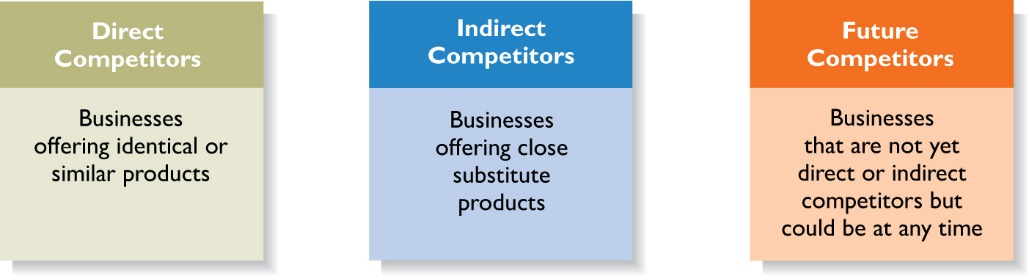 Direct
Competitors
Businesses
offering identical or
similar products
Indirect
Competitors
Businesses
offering close
substitute
products
Future
Competitors
Businesses
that are not yet
direct or indirect
competitors but
could be at any time